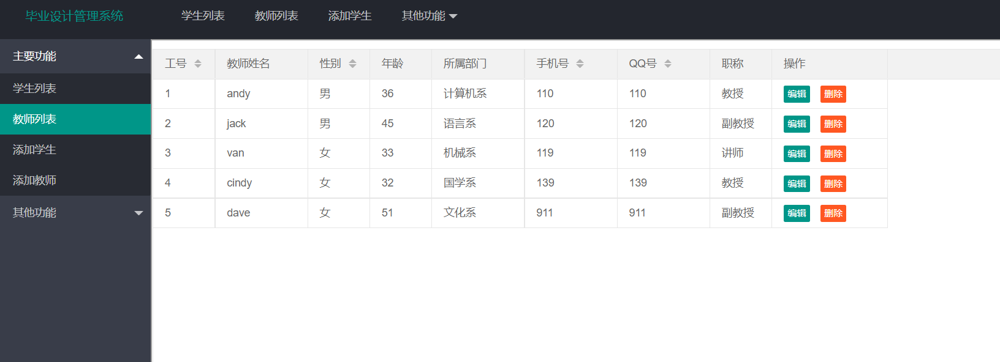 毕业设计管理系统 学生列表 教师列表 添加学生 其他功能
主要功能
学生列表
教师列表
添加学生
添加教师
其他功能
工号 教师姓名 性别 年龄 所属部门 手机号 QQ号 职称 操作
1 andy 男 36 计算机系 110 110 教授 编辑 删除
2 jack 男 45 语言系 120 120 副教授 编辑 删除
3 van 女 33 机械系 119 119 讲师 编辑 删除
4 cindy 女 32 国学系 139 139 教授 编辑 删除
5 dave 女 51 文化系 911 911 副教授 编辑 删除